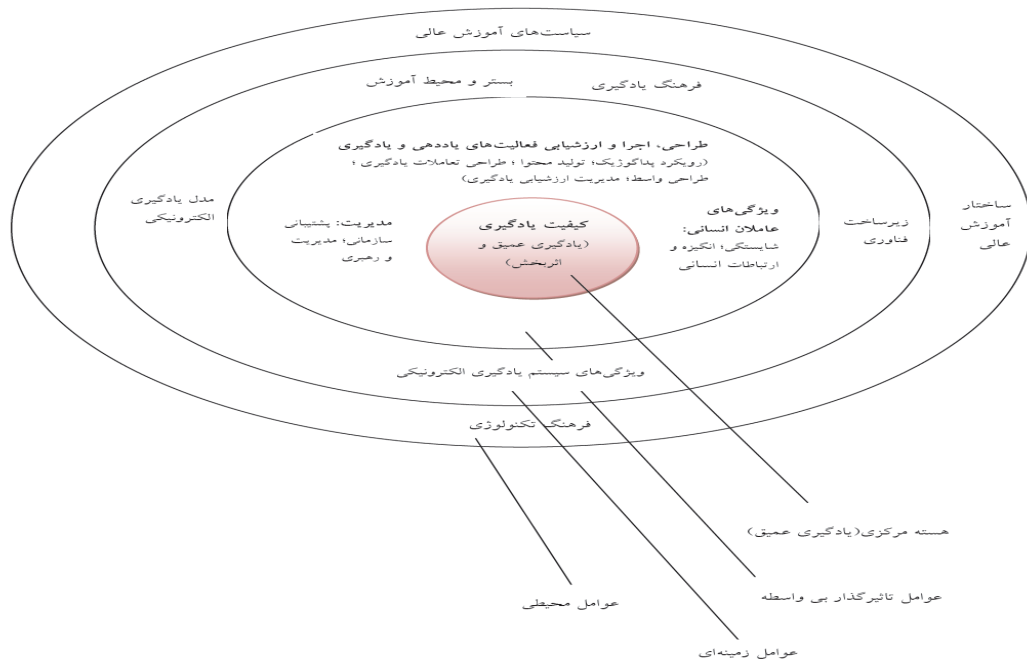 سیاست‌های آموزش عالی
فرهنگ یادگیری
بستر و محیط آموزش
طراحی، اجرا و ارزشیابی فعالیت‌های یاددهی و یادگیری
(رویکرد پداگوژیک؛ تولید محتوا ؛ طراحی تعاملات یادگیری ؛
طراحی واسط؛ مدیریت ارزشیابی یادگیری)
ساختار
آموزش
عالی
زیرساخت
فناوری
ویژگی‌های
عاملان انسانی:
شایستگی؛ انگیزه و
ارتباطات انسانی
کیفیت یادگیری
(یادگیری عمیق و
اثربخش)
مدیریت: پشتیبانی
سازمانی؛ مدیریت
و رهبری
مدل یادگیری
الکترونیکی
ویژگی‌های سیستم یادگیری الکترونیکی
فرهنگ تکنولوژی
هسته مرکزی(یادگیری عمیق)
عوامل تاثیرگذار بی واسطه
عوامل محیطی
عوامل زمینه‌ای